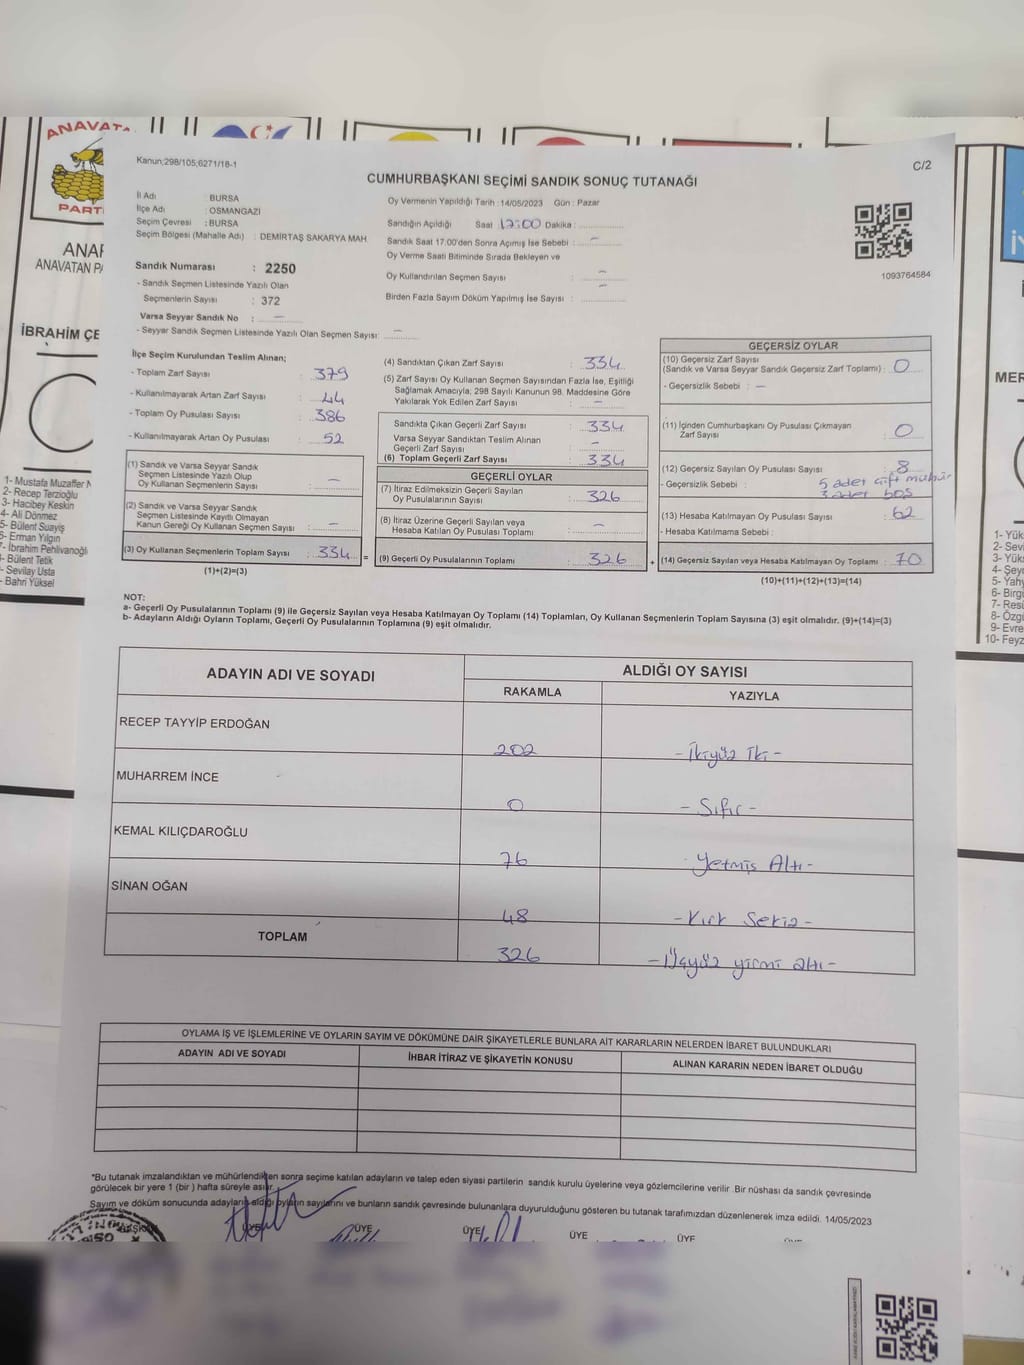 ANAVATA
PARTİ
ANAVATAN PA
İBRAHİM ÇE
1- Mustafa Muzaffer
2- Recep Terzioğlu
3- Hacıbey Keskin
4- Ali Dönmez
5- Bülent Suayiş
6- Erman Yılgın
7- İbrahim Pehlivanoğlu
Bülent Tetik
Sevilay Usta
Bahri Yüksel
Kanun;298/105;6271/18-1
C/2
CUMHURBAŞKANI SEÇİMİ SANDIK SONUÇ TUTANAĞI
İl Adı : BURSA
İlçe Adı : OSMANGAZİ
Seçim Çevresi : BURSA
Seçim Bölgesi (Mahalle Adı) : DEMİRTAŞ SAKARYA MAH.
Sandık Numarası : 2250
- Sandık Seçmen Listesinde Yazılı Olan
Seçmenlerin Sayısı : 372
Varsa Seyyar Sandık No : -
- Seyyar Sandık Seçmen Listesinde Yazılı Olan Seçmen Sayısı: -
Oy Vermenin Yapıldığı Tarih : 14/05/2023 Gün : Pazar
Sandığın Açıldığı Saat 17:00 Dakika :
Sandık Saat 17.00'den Sonra Açımış İse Sebebi : -
Oy Verme Saati Bitiminde Sırada Bekleyen ve
Oy Kullandırılan Seçmen Sayısı : -
Birden Fazla Sayım Döküm Yapılmış İse Sayısı : -
1093764584
İlçe Seçim Kurulundan Teslim Alınan;
- Toplam Zarf Sayısı : 379
- Kullanılmayarak Artan Zarf Sayısı : 44
- Toplam Oy Pusulası Sayısı : 386
- Kullanılmayarak Artan Oy Pusulası : 52
(1) Sandık ve Varsa Seyyar Sandık
Seçmen Listesinde Yazılı Olup
Oy Kullanan Seçmenlerin Sayısı : -
(2) Sandık ve Varsa Seyyar Sandık
Seçmen Listesinde Kayıtlı Olmayan
Kanun Gereği Oy Kullanan Seçmen Sayısı : -
(3) Oy Kullanan Seçmenlerin Toplam Sayısı : 334 =
(1)+(2)=(3)
(4) Sandıktan Çıkan Zarf Sayısı : 334
(5) Zarf Sayısı Oy Kullanan Seçmen Sayısından Fazla İse, Eşitliği
Sağlamak Amacıyla, 298 Sayılı Kanunun 98. Maddesine Göre
Yakılarak Yok Edilen Zarf Sayısı : -
Sandıkta Çıkan Geçerli Zarf Sayısı : 334
Varsa Seyyar Sandıktan Teslim Alınan
Geçerli Zarf Sayısı : -
(6) Toplam Geçerli Zarf Sayısı : 334
GEÇERLİ OYLAR
(7) İtiraz Edilmeksizin Geçerli Sayılan
Oy Pusulasının Sayısı : 326
(8) İtiraz Üzerine Geçerli Sayılan veya
Hesaba Katılan Oy Pusulası Toplamı : -
(9) Geçerli Oy Pusulalarının Toplamı : 326 +
GEÇERSİZ OYLAR
(10) Geçersiz Zarf Sayısı
(Sandık ve Varsa Seyyar Sandık Geçersiz Zarf Toplamı) : 0
- Geçersizlik Sebebi : -
(11) İçinden Cumhurbaşkanı Oy Pusulası Çıkmayan
Zarf Sayısı : 0
(12) Geçersiz Sayılan Oy Pusulası Sayısı : 8
- Geçersizlik Sebebi : 5 adet çift mühür
3 adet boş
(13) Hesaba Katılmayan Oy Pusulası Sayısı : 62
- Hesaba Katılmama Sebebi :
(14) Geçersiz Sayılan veya Hesaba Katılmayan Oy Toplamı : 70
(10)+(11)+(12)+(13)=(14)
NOT:
a- Geçerli Oy Pusulalarının Toplamı (9) ile Geçersiz Sayılan veya Hesaba Katılmayan Oy Toplamı (14) Toplamları, Oy Kullanan Seçmenlerin Toplam Sayısına (3) eşit olmalıdır. (9)+(14)=(3)
b- Adayların Aldığı Oyların Toplamı, Geçerli Oy Pusulalarının Toplamına (9) eşit olmalıdır.
ADAYIN ADI VE SOYADI ALDIĞI OY SAYISI
RAKAMLA YAZIYLA
RECEP TAYYİP ERDOĞAN 202 - İkiyüz İki -
MUHARREM İNCE 0 - Sıfır -
KEMAL KILIÇDAROĞLU 76 - Yetmiş Altı -
SİNAN OĞAN 48 - Kırk Sekiz -
TOPLAM 326 - Üçyüz yirmi altı -
OYLAMA İŞ VE İŞLEMLERİNE VE OYLARIN SAYIM VE DÖKÜMÜNE DAİR ŞİKAYETLERLE BUNLARA AİT KARARLARIN NELERDEN İBARET BULUNDUKLARI
ADAYIN ADI VE SOYADI İHBAR İTİRAZ VE ŞİKAYETİN KONUSU ALINAN KARARIN NEDEN İBARET OLDUĞU
*Bu tutanak imzalandıktan ve mühürlendikten sonra seçime katılan adayların ve talep eden siyasi partilerin sandık kurulu üyelerine veya gözlemcilerine verilir. Bir nüshası da sandık çevresinde
görülecek bir yere 1 (bir) hafta süreyle asılır.
Sayım ve döküm sonucunda adayların aldığı oyların sayılarını ve bunların sandık çevresinde bulunanlara duyurulduğunu gösteren bu tutanak tarafımızdan düzenlenerek imza edildi. 14/05/2023
ÜYE ÜYE ÜYE ÜYE
İY
MER
1- Yük
2- Sevi
3- Yük
4- Şey
5- Yah
6- Birg
7- Resi
8- Özg
9- Evre
10- Feyz